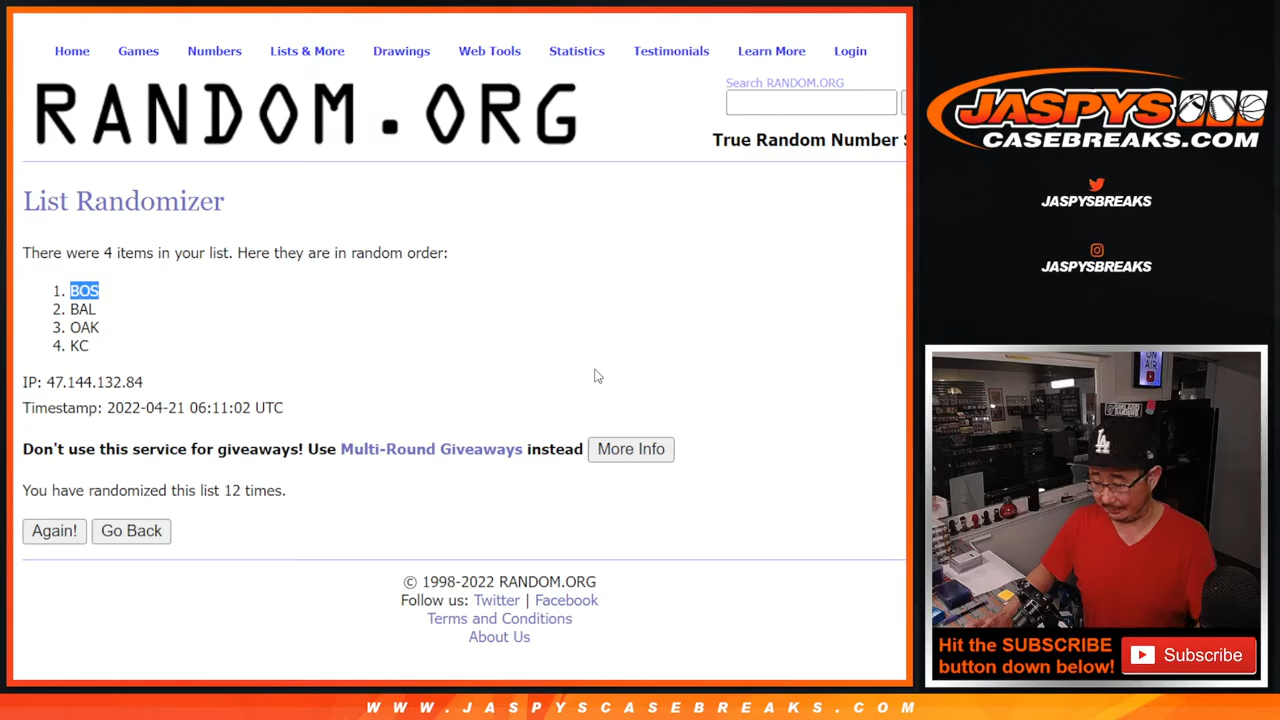 Home Games Numbers Lists & More Drawings Web Tools Statistics Testimonials Learn More Login
RANDOM.ORG
Search RANDOM.ORG
True Random Number S
List Randomizer
There were 4 items in your list. Here they are in random order:
1. BOS
2. BAL
3. OAK
4. KC
IP: 47.144.132.84
Timestamp: 2022-04-21 06:11:02 UTC
Don't use this service for giveaways! Use Multi-Round Giveaways instead More Info
You have randomized this list 12 times.
Again! Go Back
© 1998-2022 RANDOM.ORG
Follow us: Twitter | Facebook
Terms and Conditions
About Us
JASPYS
CASEBREAKS.COM
JASPYSBREAKS
JASPYSBREAKS
ON
AIR
LA
Hit the SUBSCRIBE
button down below!
Subscribe
WWW.JASPYSCASEBREAKS.COM